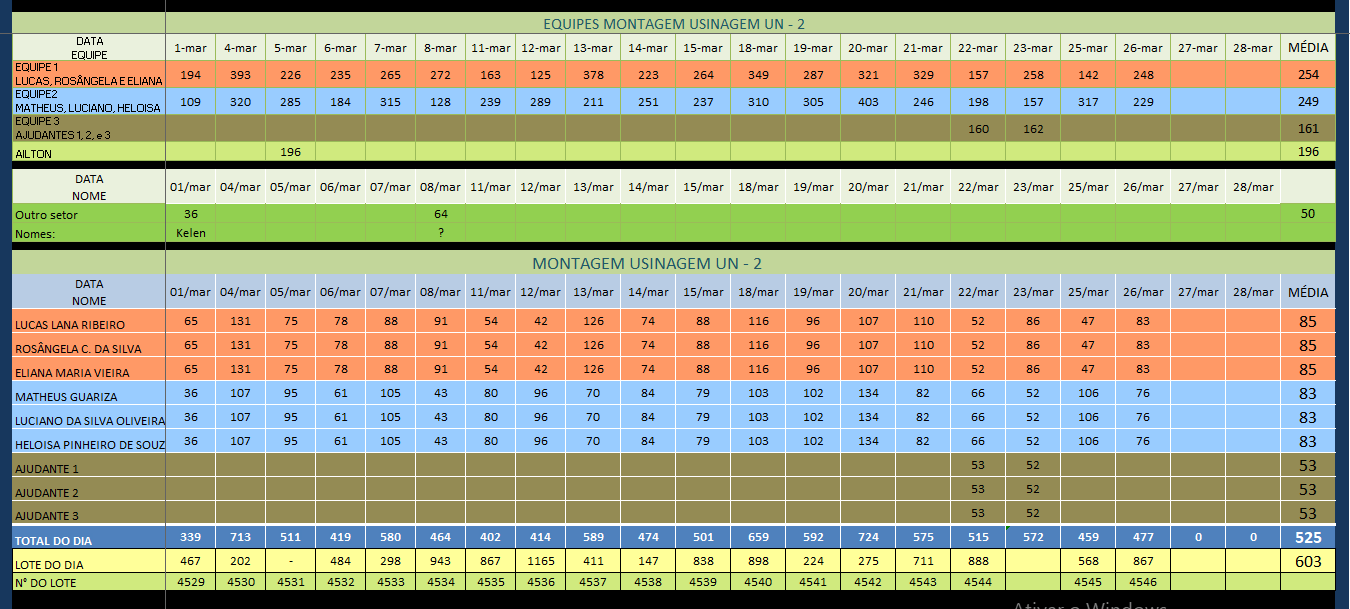 EQUIPES MONTAGEM USINAGEM UN - 2
DATA
EQUIPE 1-mar 4-mar 5-mar 6-mar 7-mar 8-mar 11-mar 12-mar 13-mar 14-mar 15-mar 18-mar 19-mar 20-mar 21-mar 22-mar 23-mar 25-mar 26-mar 27-mar 28-mar MÉDIA
EQUIPE 1
LUCAS, ROSÂNGELA E ELIANA 194 393 226 235 265 272 163 125 378 223 264 349 287 321 329 157 258 142 248 254
EQUIPE2
MATHEUS, LUCIANO, HELOISA 109 320 285 184 315 128 239 289 211 251 237 310 305 403 246 198 157 317 229 249
EQUIPE 3
AJUDANTES 1, 2, e 3 160 162 161
AILTON 196 196
DATA
NOME 01/mar 04/mar 05/mar 06/mar 07/mar 08/mar 11/mar 12/mar 13/mar 14/mar 15/mar 18/mar 19/mar 20/mar 21/mar 22/mar 23/mar 25/mar 26/mar 27/mar 28/mar
Outro setor 36 64 50
Nomes: Kelen ?
MONTAGEM USINAGEM UN - 2
DATA
NOME 01/mar 04/mar 05/mar 06/mar 07/mar 08/mar 11/mar 12/mar 13/mar 14/mar 15/mar 18/mar 19/mar 20/mar 21/mar 22/mar 23/mar 25/mar 26/mar 27/mar 28/mar MÉDIA
LUCAS LANA RIBEIRO 65 131 75 78 88 91 54 42 126 74 88 116 96 107 110 52 86 47 83 85
ROSÂNGELA C. DA SILVA 65 131 75 78 88 91 54 42 126 74 88 116 96 107 110 52 86 47 83 85
ELIANA MARIA VIEIRA 65 131 75 78 88 91 54 42 126 74 88 116 96 107 110 52 86 47 83 85
MATHEUS GUARIZA 36 107 95 61 105 43 80 96 70 84 79 103 102 134 82 66 52 106 76 83
LUCIANO DA SILVA OLIVEIRA 36 107 95 61 105 43 80 96 70 84 79 103 102 134 82 66 52 106 76 83
HELOISA PINHEIRO DE SOUZ 36 107 95 61 105 43 80 96 70 84 79 103 102 134 82 66 52 106 76 83
AJUDANTE 1 53 52 53
AJUDANTE 2 53 52 53
AJUDANTE 3 53 52 53
TOTAL DO DIA 339 713 511 419 580 464 402 414 589 474 501 659 592 724 575 515 572 459 477 0 0 525
LOTE DO DIA 467 202 - 484 298 943 867 1165 411 147 838 898 224 275 711 888 568 867 603
N° DO LOTE 4529 4530 4531 4532 4533 4534 4535 4536 4537 4538 4539 4540 4541 4542 4543 4544 4545 4546
Ativar o Windows